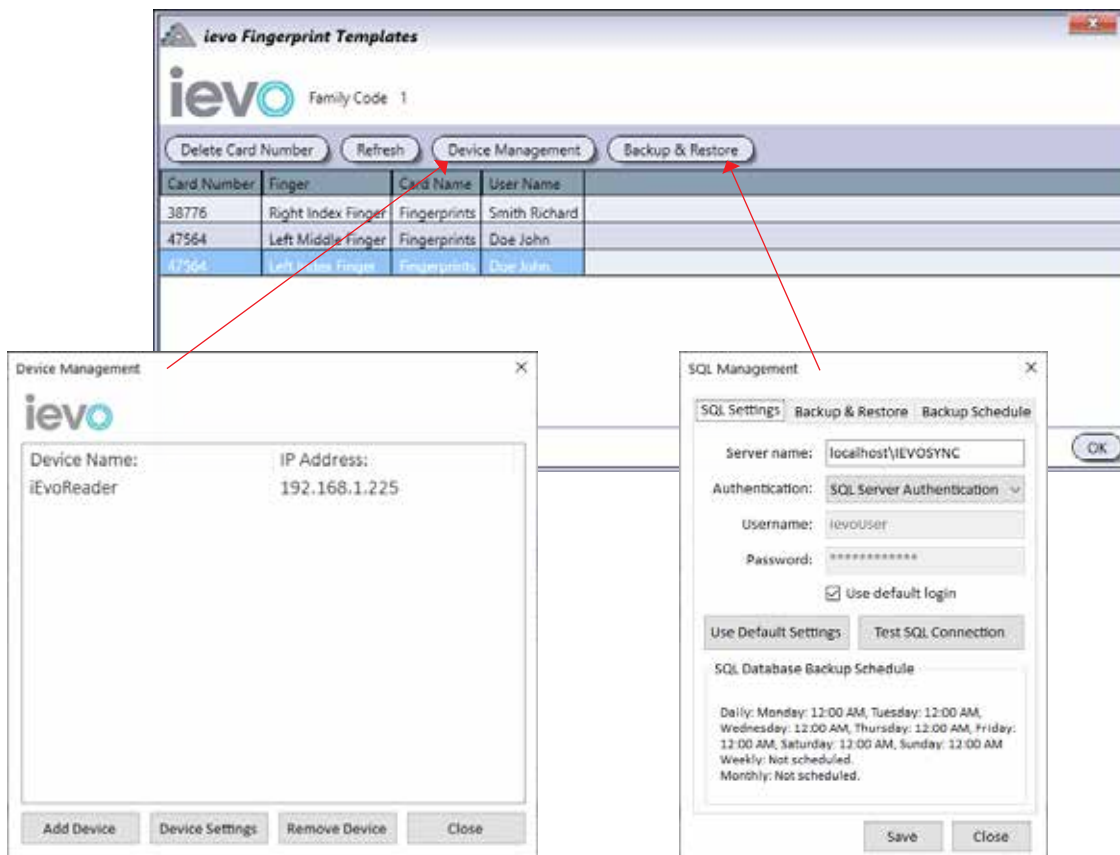 ievo Fingerprint Templates
ievo Family Code 1
Delete Card Number Refresh Device Management Backup & Restore
Card Number Finger Card Name User Name
38776 Right Index Finger Fingerprints Smith Richard
47564 Left Middle Finger Fingerprints Doe John
47564 Left Index Finger Fingerprints Doe John
OK
Device Management
ievo
Device Name: IP Address:
iEvoReader 192.168.1.225
Add Device Device Settings Remove Device Close
SQL Management
SQL Settings Backup & Restore Backup Schedule
Server name: localhost\IEVOSYNC
Authentication: SQL Server Authentication
Username: ievoUser
Password: ************
Use default login
Use Default Settings Test SQL Connection
SQL Database Backup Schedule
Daily: Monday: 12:00 AM, Tuesday: 12:00 AM,
Wednesday: 12:00 AM, Thursday: 12:00 AM, Friday:
12:00 AM, Saturday: 12:00 AM, Sunday: 12:00 AM
Weekly: Not scheduled.
Monthly: Not scheduled.
Save Close